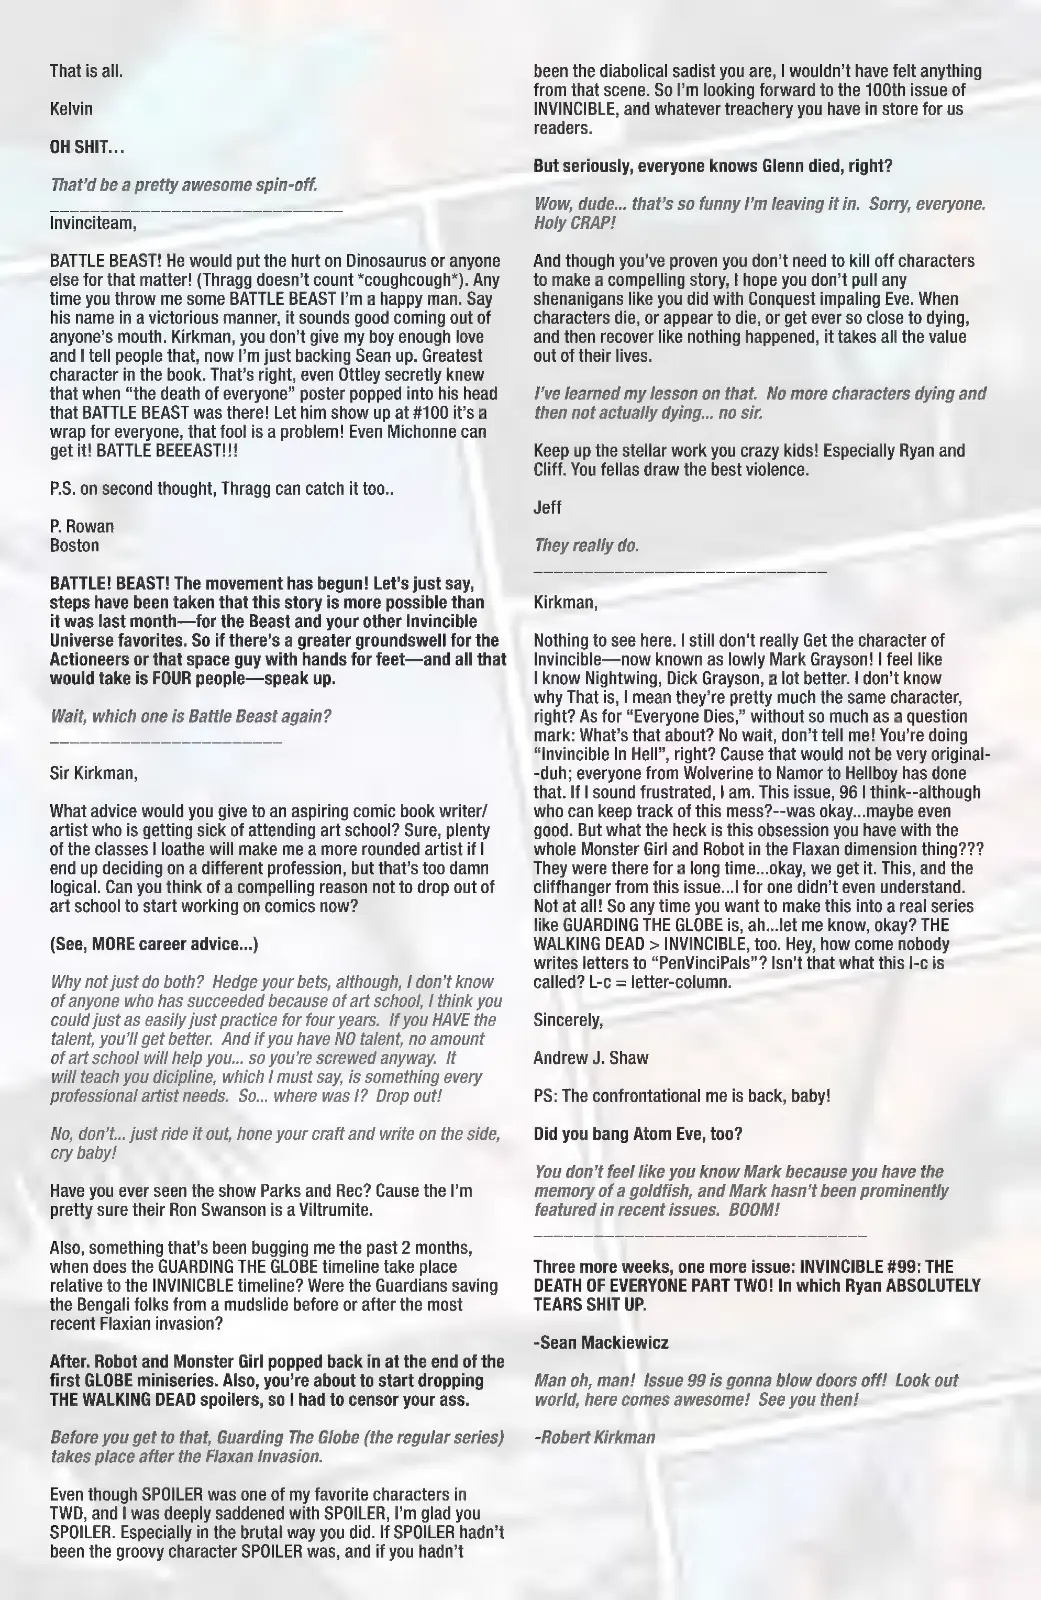 That is all.
Kelvin
OH SHIT...
That'd be a pretty awesome spin-off.
_____________________________
Invinciteam,
BATTLE BEAST! He would put the hurt on Dinosaurus or anyone
else for that matter! (Thragg doesn't count *coughcough*). Any
time you throw me some BATTLE BEAST I'm a happy man. Say
his name in a victorious manner, it sounds good coming out of
anyone's mouth. Kirkman, you don't give my boy enough love
and I tell people that, now I'm just backing Sean up. Greatest
character in the book. That's right, even Ottley secretly knew
that when “the death of everyone” poster popped into his head
that BATTLE BEAST was there! Let him show up at #100 it's a
wrap for everyone, that fool is a problem! Even Michonne can
get it! BATTLE BEEEAST!!!
P.S. on second thought, Thragg can catch it too..
P. Rowan
Boston
BATTLE! BEAST! The movement has begun! Let's just say,
steps have been taken that this story is more possible than
it was last month—for the Beast and your other Invincible
Universe favorites. So if there's a greater groundswell for the
Actioneers or that space guy with hands for feet—and all that
would take is FOUR people—speak up.
Wait, which one is Battle Beast again?
_______________________
Sir Kirkman,
What advice would you give to an aspiring comic book writer/
artist who is getting sick of attending art school? Sure, plenty
of the classes I loathe will make me a more rounded artist if I
end up deciding on a different profession, but that's too damn
logical. Can you think of a compelling reason not to drop out of
art school to start working on comics now?
(See, MORE career advice...)
Why not just do both? Hedge your bets, although, I don't know
of anyone who has succeeded because of art school, I think you
could just as easily just practice for four years. If you HAVE the
talent, you'll get better. And if you have NO talent, no amount
of art school will help you... so you're screwed anyway. It
will teach you dicipline, which I must say, is something every
professional artist needs. So... where was I? Drop out!
No, don't... just ride it out, hone your craft and write on the side,
cry baby!
Have you ever seen the show Parks and Rec? Cause the I'm
pretty sure their Ron Swanson is a Viltrumite.
Also, something that's been bugging me the past 2 months,
when does the GUARDING THE GLOBE timeline take place
relative to the INVINICBLE timeline? Were the Guardians saving
the Bengali folks from a mudslide before or after the most
recent Flaxian invasion?
After. Robot and Monster Girl popped back in at the end of the
first GLOBE miniseries. Also, you're about to start dropping
THE WALKING DEAD spoilers, so I had to censor your ass.
Before you get to that, Guarding The Globe (the regular series)
takes place after the Flaxan Invasion.
Even though SPOILER was one of my favorite characters in
TWD, and I was deeply saddened with SPOILER, I'm glad you
SPOILER. Especially in the brutal way you did. If SPOILER hadn't
been the groovy character SPOILER was, and if you hadn't
been the diabolical sadist you are, I wouldn't have felt anything
from that scene. So I'm looking forward to the 100th issue of
INVINCIBLE, and whatever treachery you have in store for us
readers.
But seriously, everyone knows Glenn died, right?
Wow, dude... that's so funny I'm leaving it in. Sorry, everyone.
Holy CRAP!
And though you've proven you don't need to kill off characters
to make a compelling story, I hope you don't pull any
shenanigans like you did with Conquest impaling Eve. When
characters die, or appear to die, or get ever so close to dying,
and then recover like nothing happened, it takes all the value
out of their lives.
I've learned my lesson on that. No more characters dying and
then not actually dying... no sir.
Keep up the stellar work you crazy kids! Especially Ryan and
Cliff. You fellas draw the best violence.
Jeff
They really do.
_____________________________
Kirkman,
Nothing to see here. I still don't really Get the character of
Invincible—now known as lowly Mark Grayson! I feel like
I know Nightwing, Dick Grayson, a lot better. I don't know
why That is, I mean they're pretty much the same character,
right? As for “Everyone Dies,” without so much as a question
mark: What's that about? No wait, don't tell me! You're doing
“Invincible In Hell”, right? Cause that would not be very original-
-duh; everyone from Wolverine to Namor to Hellboy has done
that. If I sound frustrated, I am. This issue, 96 I think--although
who can keep track of this mess?--was okay...maybe even
good. But what the heck is this obsession you have with the
whole Monster Girl and Robot in the Flaxan dimension thing???
They were there for a long time...okay, we get it. This, and the
cliffhanger from this issue...I for one didn't even understand.
Not at all! So any time you want to make this into a real series
like GUARDING THE GLOBE is, ah...let me know, okay? THE
WALKING DEAD > INVINCIBLE, too. Hey, how come nobody
writes letters to “PenVinciPals”? Isn't that what this l-c is
called? L-c = letter-column.
Sincerely,
Andrew J. Shaw
PS: The confrontational me is back, baby!
Did you bang Atom Eve, too?
You don't feel like you know Mark because you have the
memory of a goldfish, and Mark hasn't been prominently
featured in recent issues. BOOM!
_________________________________
Three more weeks, one more issue: INVINCIBLE #99: THE
DEATH OF EVERYONE PART TWO! In which Ryan ABSOLUTELY
TEARS SHIT UP.
-Sean Mackiewicz
Man oh, man! Issue 99 is gonna blow doors off! Look out
world, here comes awesome! See you then!
-Robert Kirkman